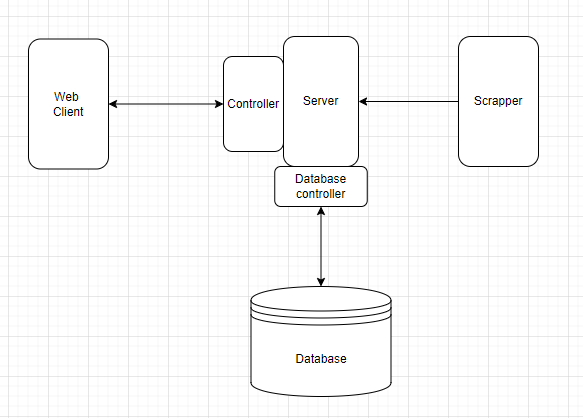 Web
Client
Controller
Server
Scrapper
Database
controller
Database